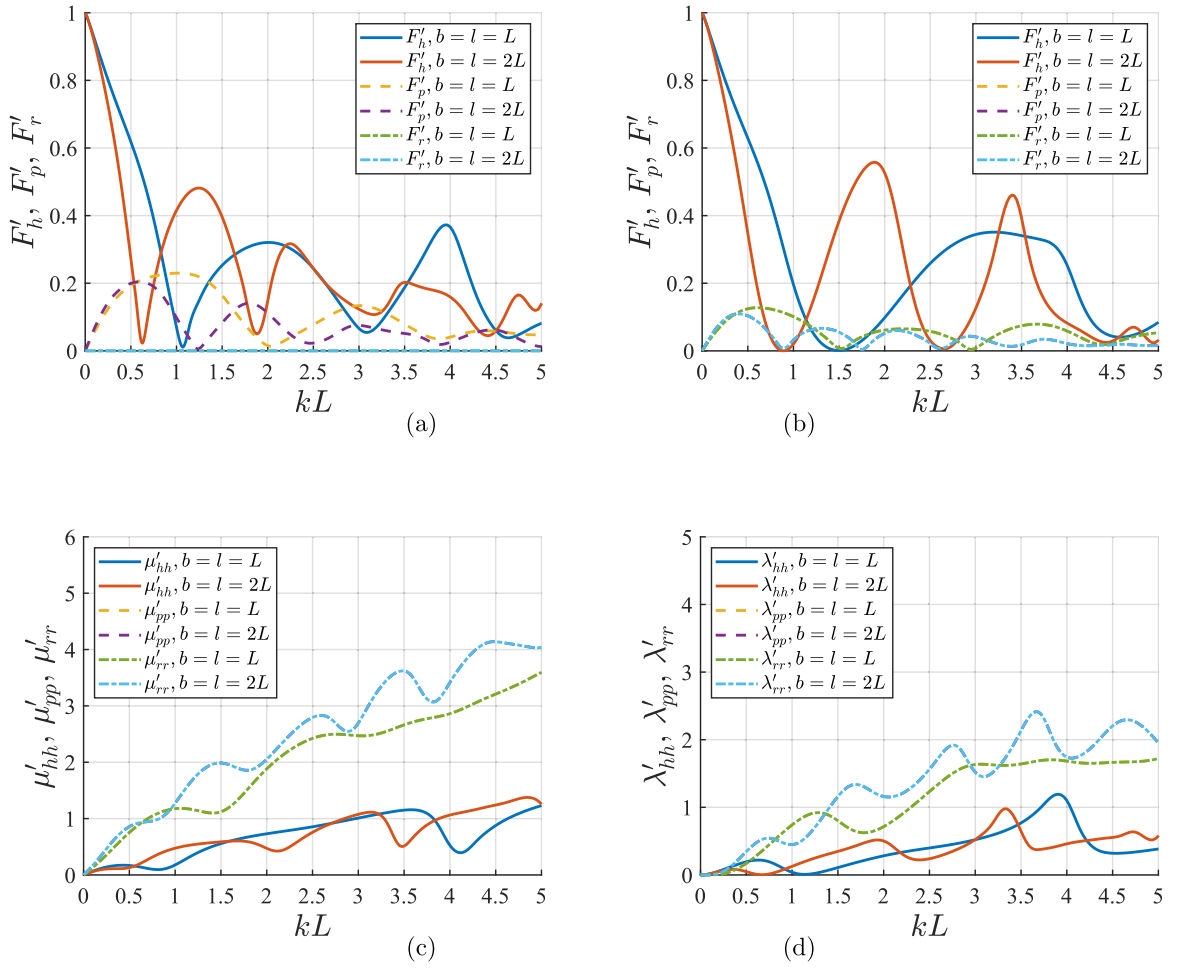 F′_h, F′_p, F′_r
1
0.8
0.6
0.4
0.2
0
0 0.5 1 1.5 2 2.5 3 3.5 4 4.5 5
kL
F′_h, b = l = L
F′_h, b = l = 2L
F′_p, b = l = L
F′_p, b = l = 2L
F′_r, b = l = L
F′_r, b = l = 2L
(a)
F′_h, F′_p, F′_r
1
0.8
0.6
0.4
0.2
0
0 0.5 1 1.5 2 2.5 3 3.5 4 4.5 5
kL
F′_h, b = l = L
F′_h, b = l = 2L
F′_p, b = l = L
F′_p, b = l = 2L
F′_r, b = l = L
F′_r, b = l = 2L
(b)
μ′_hh, μ′_pp, μ′_rr
6
5
4
3
2
1
0
0 0.5 1 1.5 2 2.5 3 3.5 4 4.5 5
kL
μ′_hh, b = l = L
μ′_hh, b = l = 2L
μ′_pp, b = l = L
μ′_pp, b = l = 2L
μ′_rr, b = l = L
μ′_rr, b = l = 2L
(c)
λ′_hh, λ′_pp, λ′_rr
5
4
3
2
1
0
0 0.5 1 1.5 2 2.5 3 3.5 4 4.5 5
kL
λ′_hh, b = l = L
λ′_hh, b = l = 2L
λ′_pp, b = l = L
λ′_pp, b = l = 2L
λ′_rr, b = l = L
λ′_rr, b = l = 2L
(d)